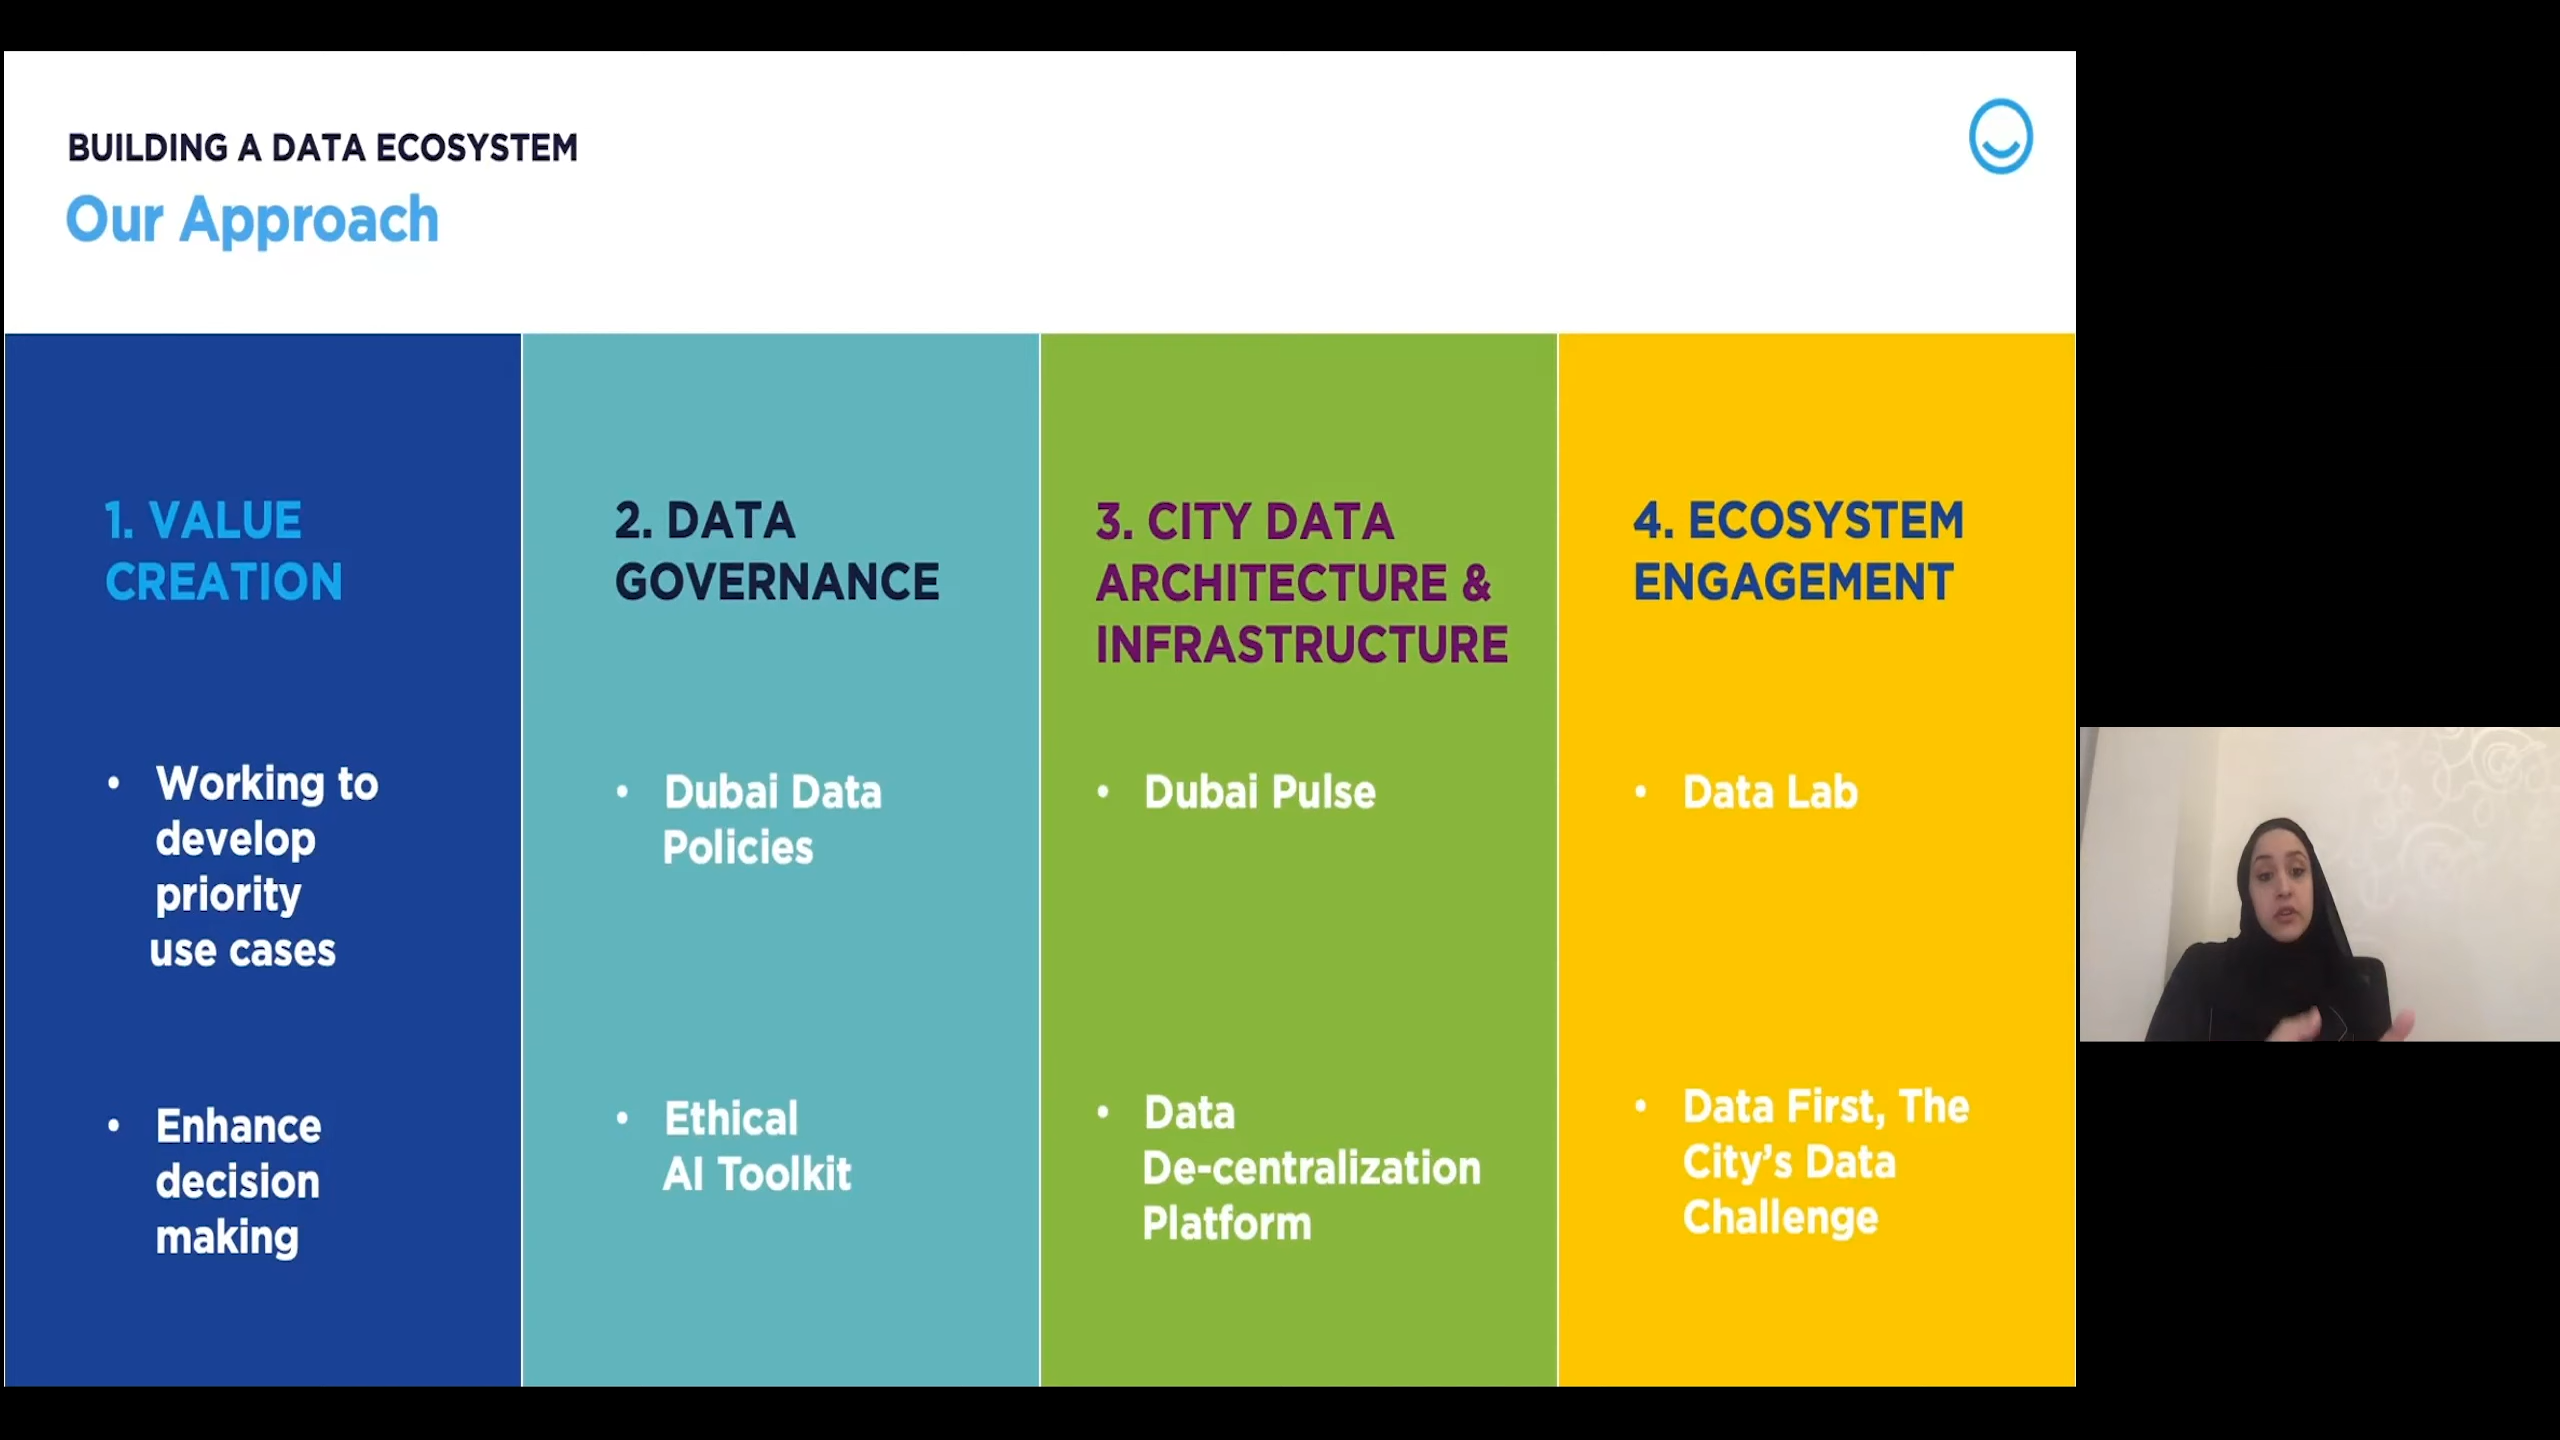 BUILDING A DATA ECOSYSTEM
Our Approach
1. VALUE
CREATION
• Working to
develop
priority
use cases
• Enhance
decision
making
2. DATA
GOVERNANCE
• Dubai Data
Policies
• Ethical
AI Toolkit
3. CITY DATA
ARCHITECTURE &
INFRASTRUCTURE
• Dubai Pulse
• Data
De-centralization
Platform
4. ECOSYSTEM
ENGAGEMENT
• Data Lab
• Data First, The
City’s Data
Challenge